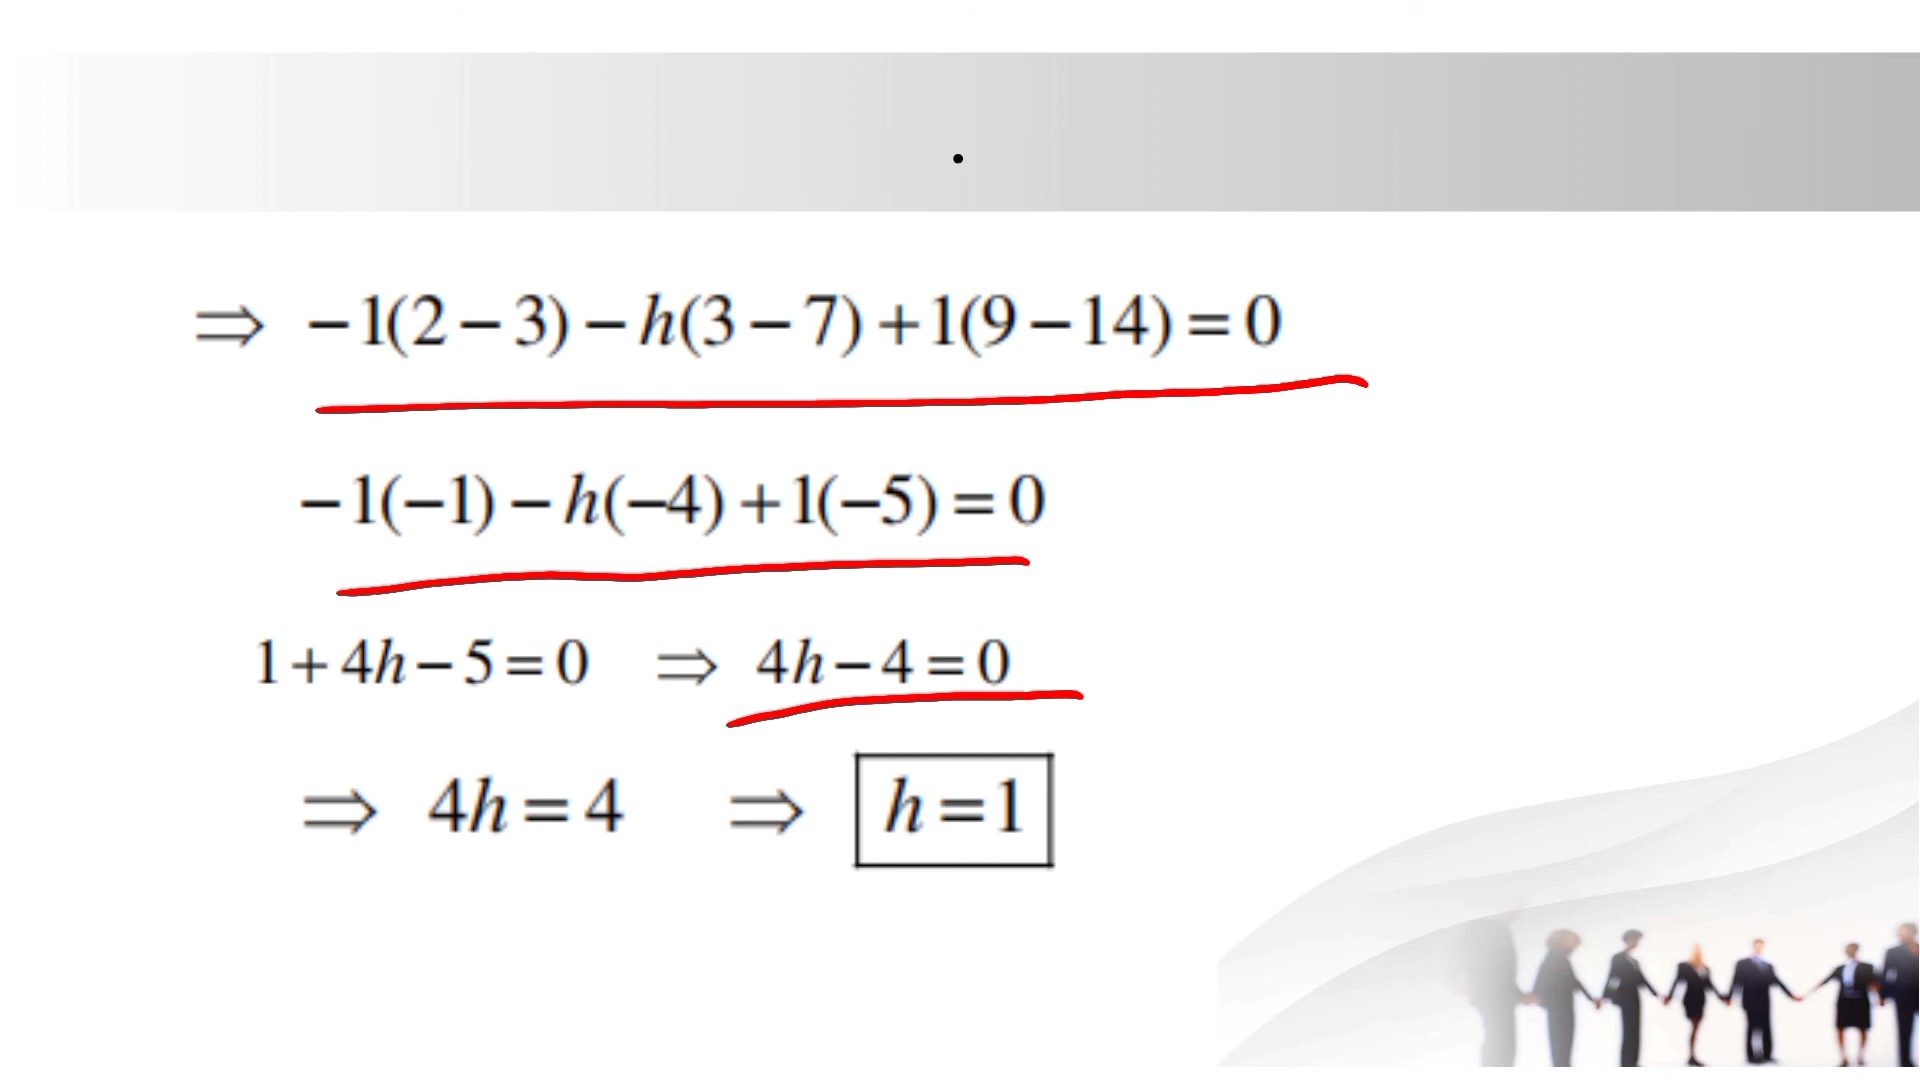 .
⇒ −1(2−3)−h(3−7)+1(9−14)=0
−1(−1)−h(−4)+1(−5)=0
1+4h−5=0 ⇒ 4h−4=0
⇒ 4h=4 ⇒ h=1